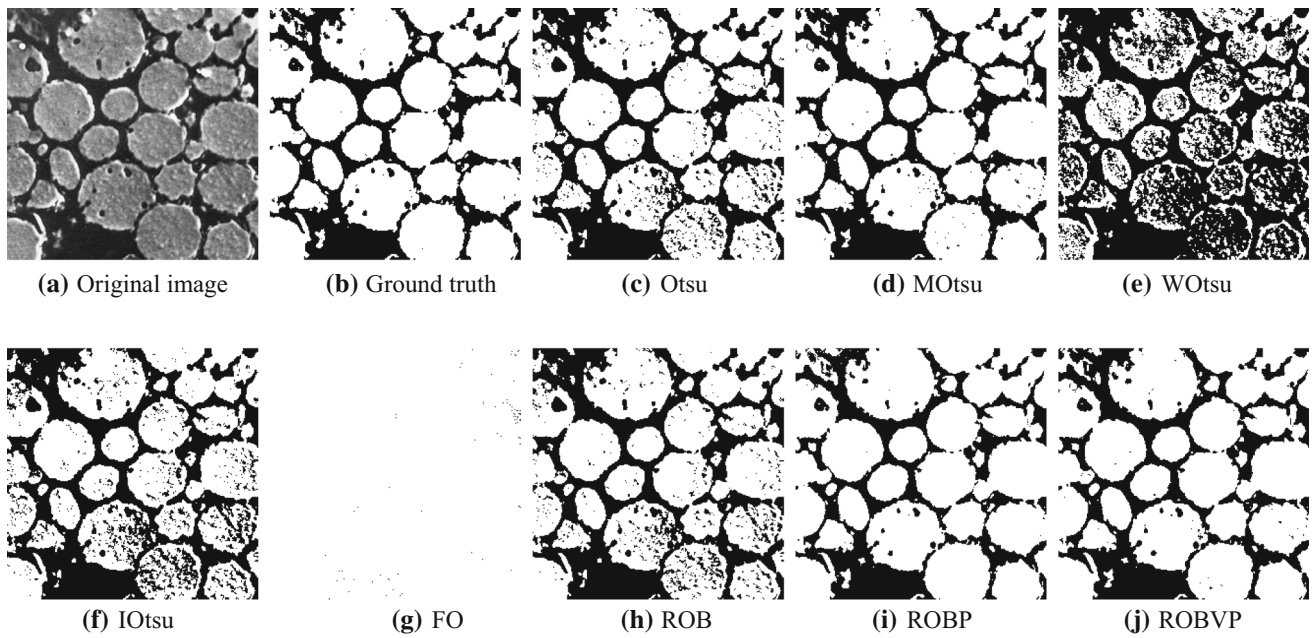 (a) Original image
(b) Ground truth
(c) Otsu
(d) MOtsu
(e) WOtsu
(f) IOtsu
(g) FO
(h) ROB
(i) ROBP
(j) ROBVP